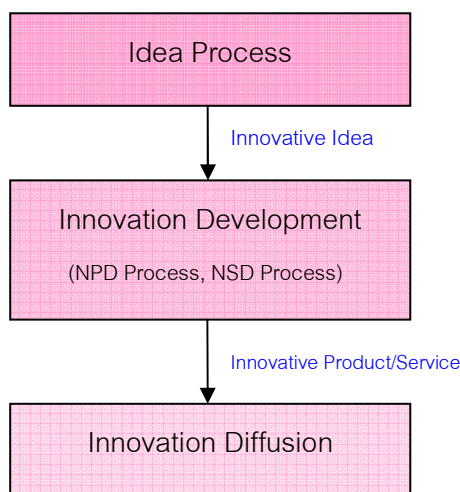 Idea Process
Innovative Idea
Innovation Development
(NPD Process, NSD Process)
Innovative Product/Service
Innovation Diffusion